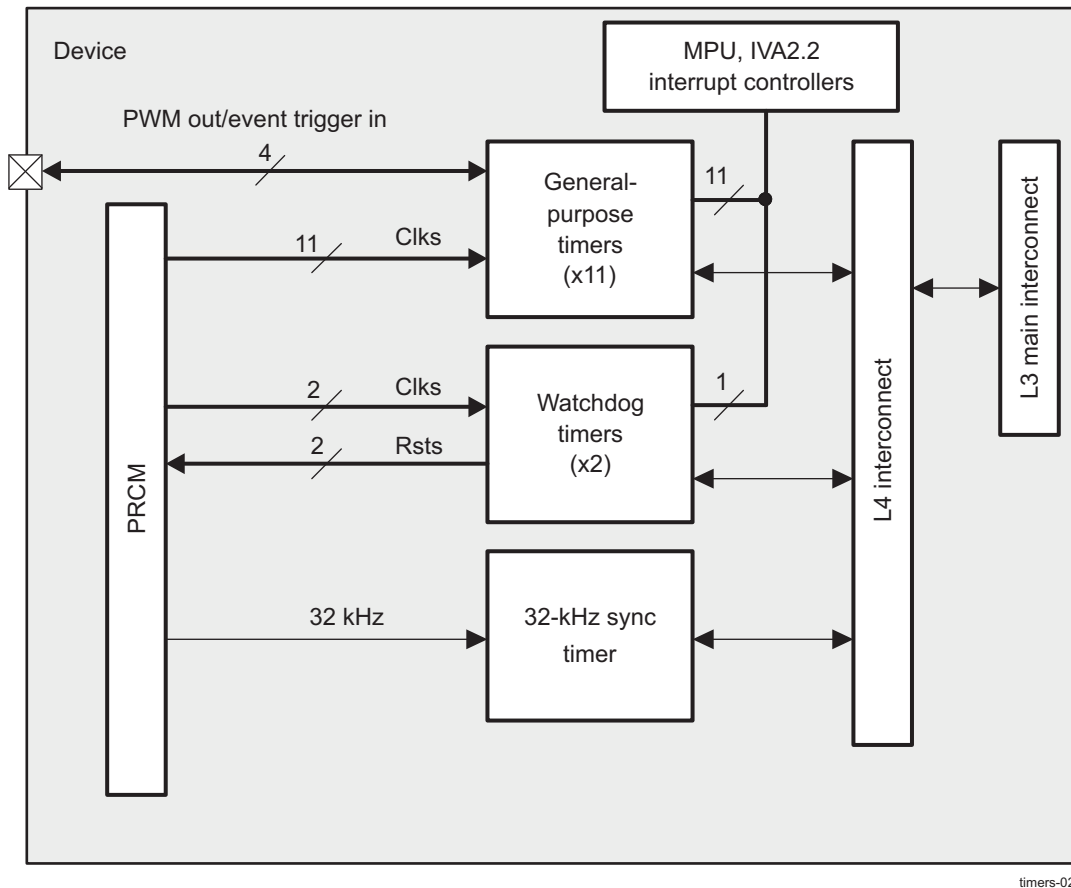 Device
MPU, IVA2.2
interrupt controllers
PWM out/event trigger in
4
General-
purpose
timers
(x11)
11
11 Clks
2 Clks
2 Rsts
Watchdog
timers
(x2)
1
PRCM
32 kHz
32-kHz sync
timer
L4 interconnect
L3 main interconnect
timers-02